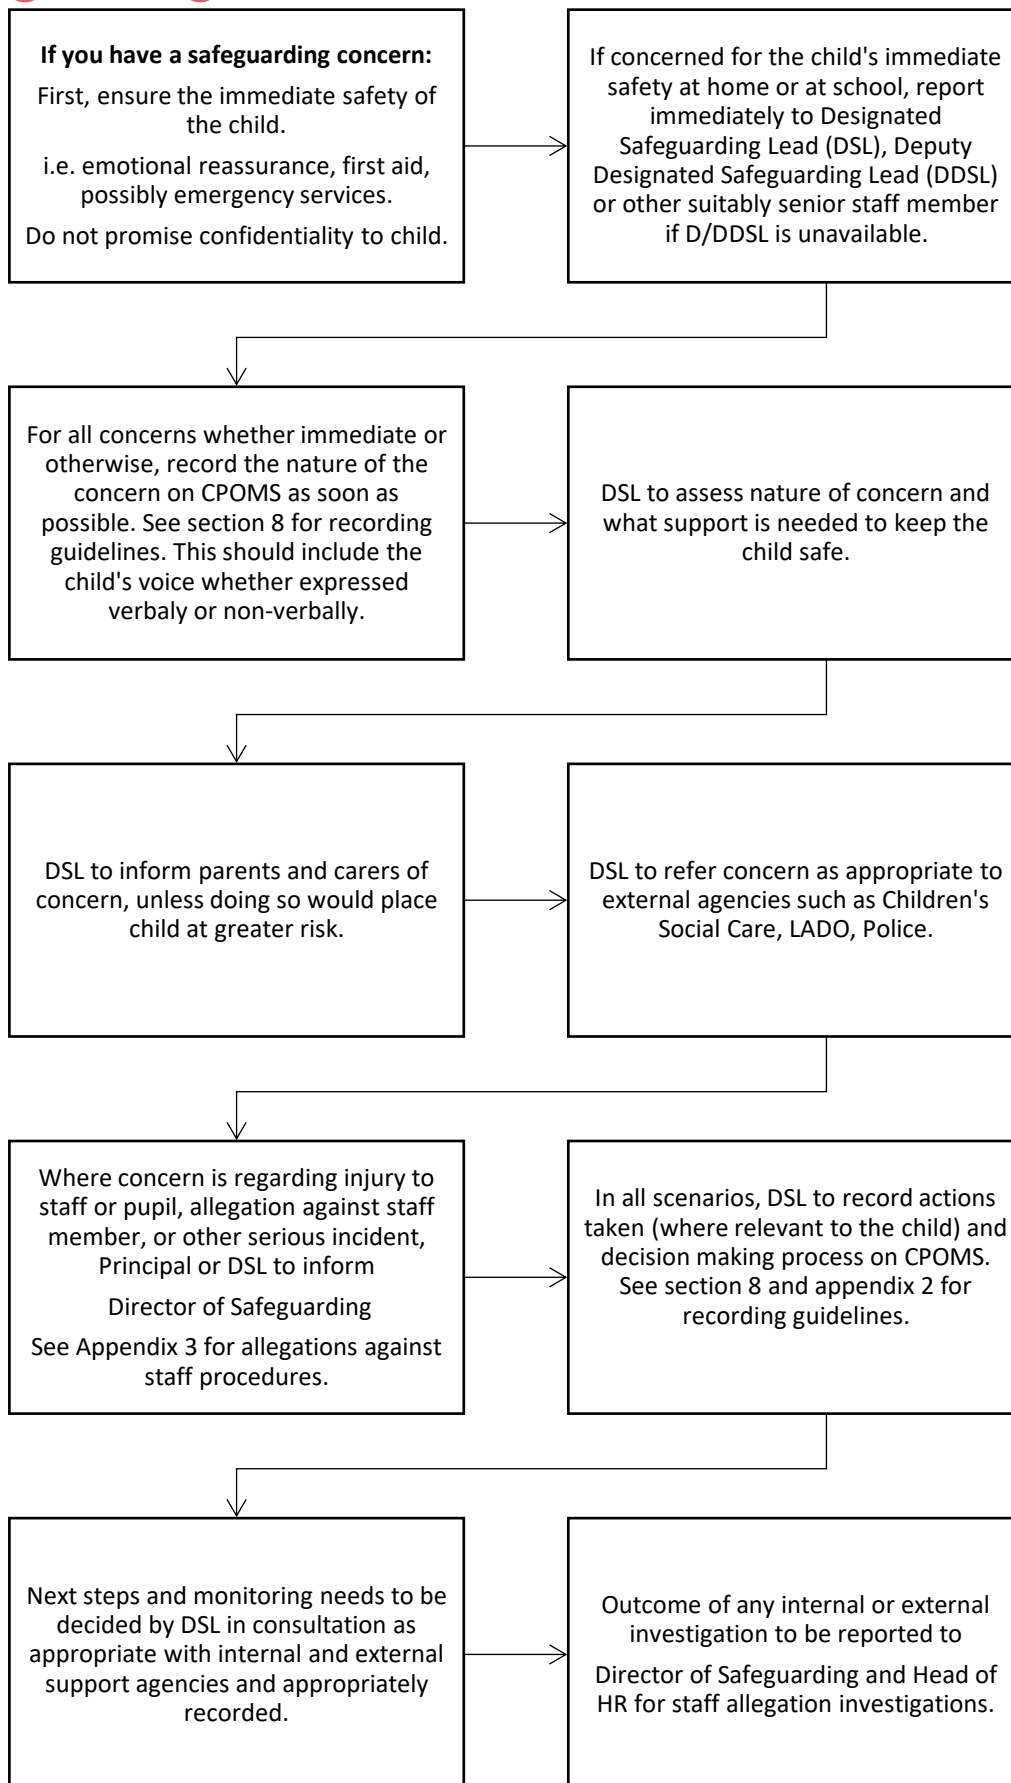 If you have a safeguarding concern:
First, ensure the immediate safety of
the child.
i.e. emotional reassurance, first aid,
possibly emergency services.
Do not promise confidentiality to child.
If concerned for the child's immediate
safety at home or at school, report
immediately to Designated
Safeguarding Lead (DSL), Deputy
Designated Safeguarding Lead (DDSL)
or other suitably senior staff member
if D/DDSL is unavailable.
For all concerns whether immediate or
otherwise, record the nature of the
concern on CPOMS as soon as
possible. See section 8 for recording
guidelines. This should include the
child's voice whether expressed
verbaly or non-verbally.
DSL to assess nature of concern and
what support is needed to keep the
child safe.
DSL to inform parents and carers of
concern, unless doing so would place
child at greater risk.
DSL to refer concern as appropriate to
external agencies such as Children's
Social Care, LADO, Police.
Where concern is regarding injury to
staff or pupil, allegation against staff
member, or other serious incident,
Principal or DSL to inform
Director of Safeguarding
See Appendix 3 for allegations against
staff procedures.
In all scenarios, DSL to record actions
taken (where relevant to the child) and
decision making process on CPOMS.
See section 8 and appendix 2 for
recording guidelines.
Next steps and monitoring needs to be
decided by DSL in consultation as
appropriate with internal and external
support agencies and appropriately
recorded.
Outcome of any internal or external
investigation to be reported to
Director of Safeguarding and Head of
HR for staff allegation investigations.